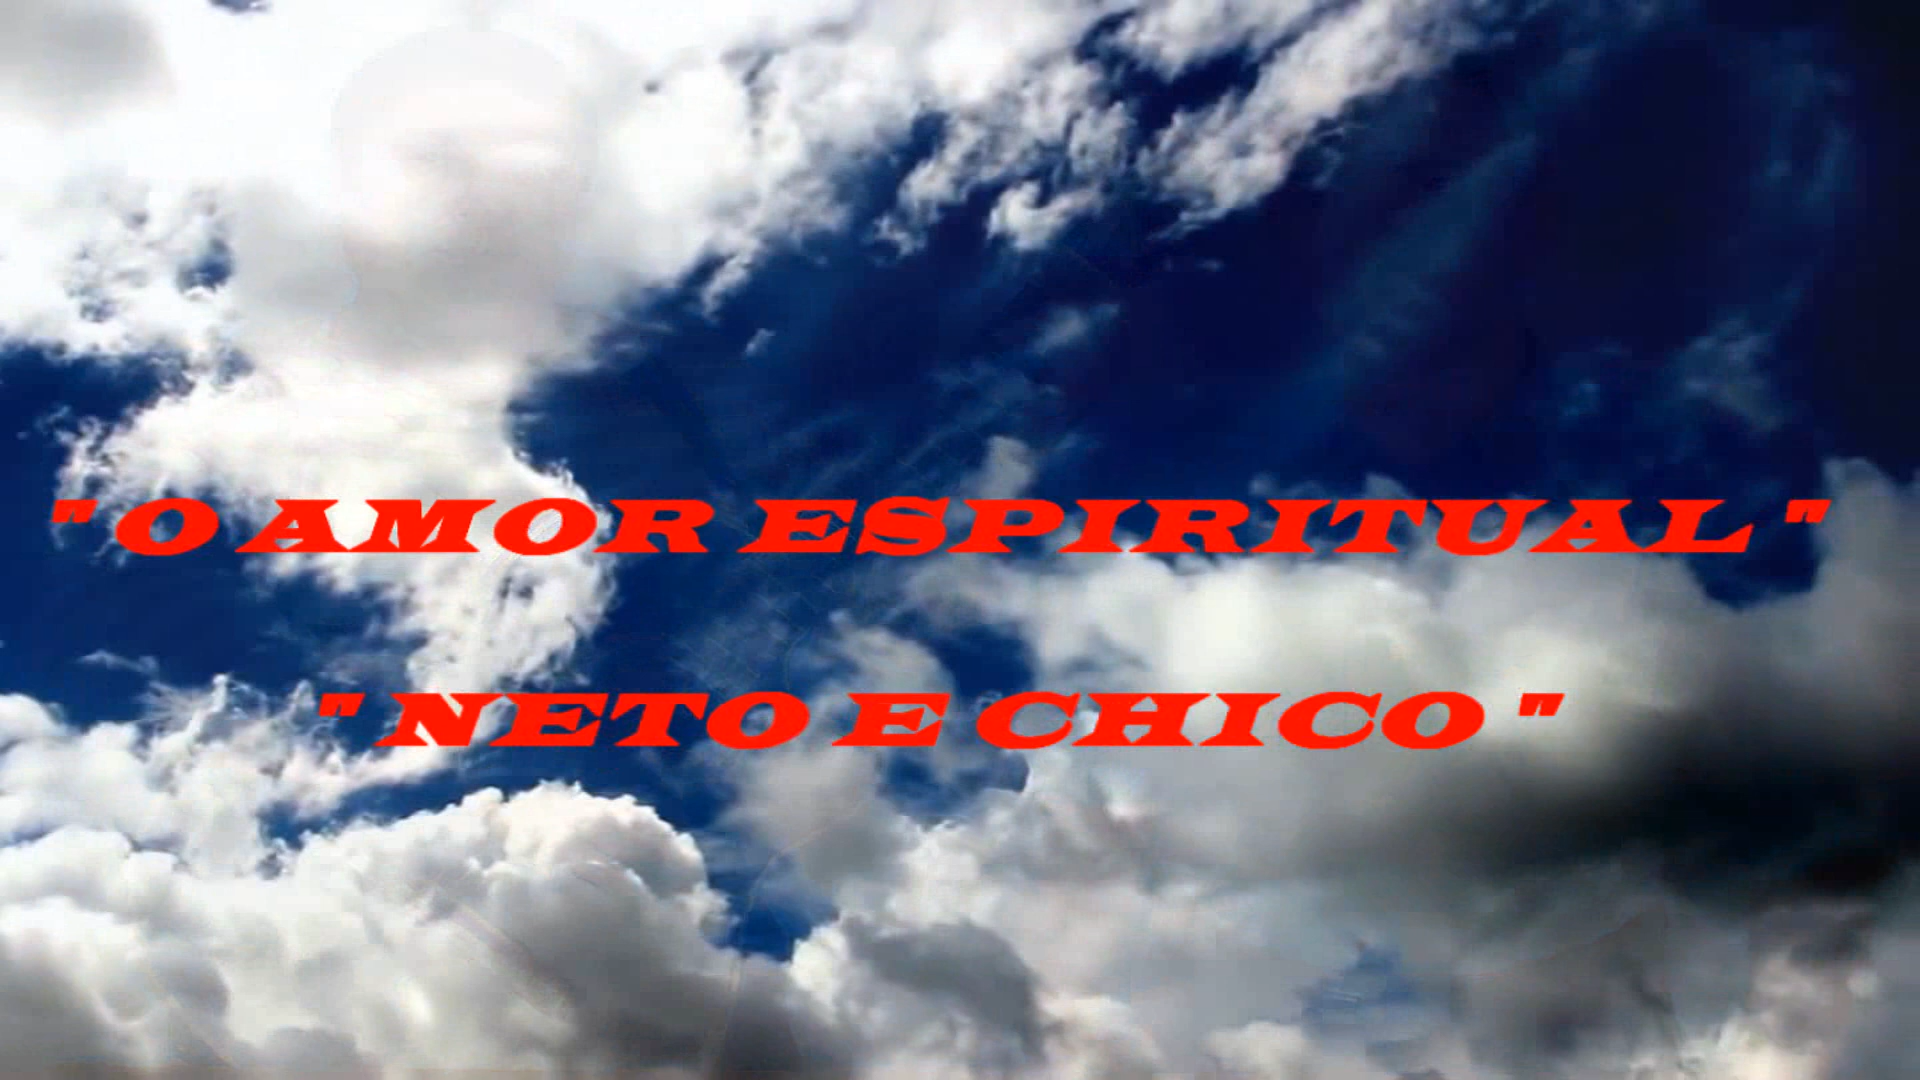 " O AMOR ESPIRITUAL "
" NETO E CHICO "